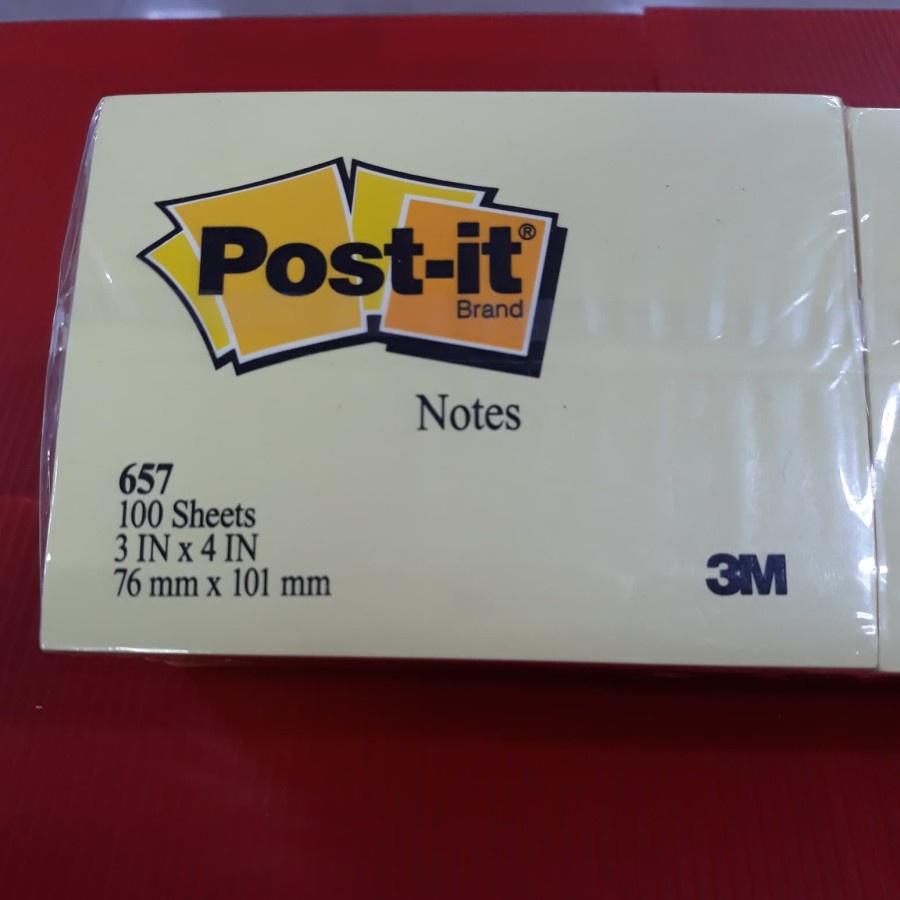 Post-it®
Brand
Notes
657
100 Sheets
3 IN x 4 IN
76 mm x 101 mm
3M